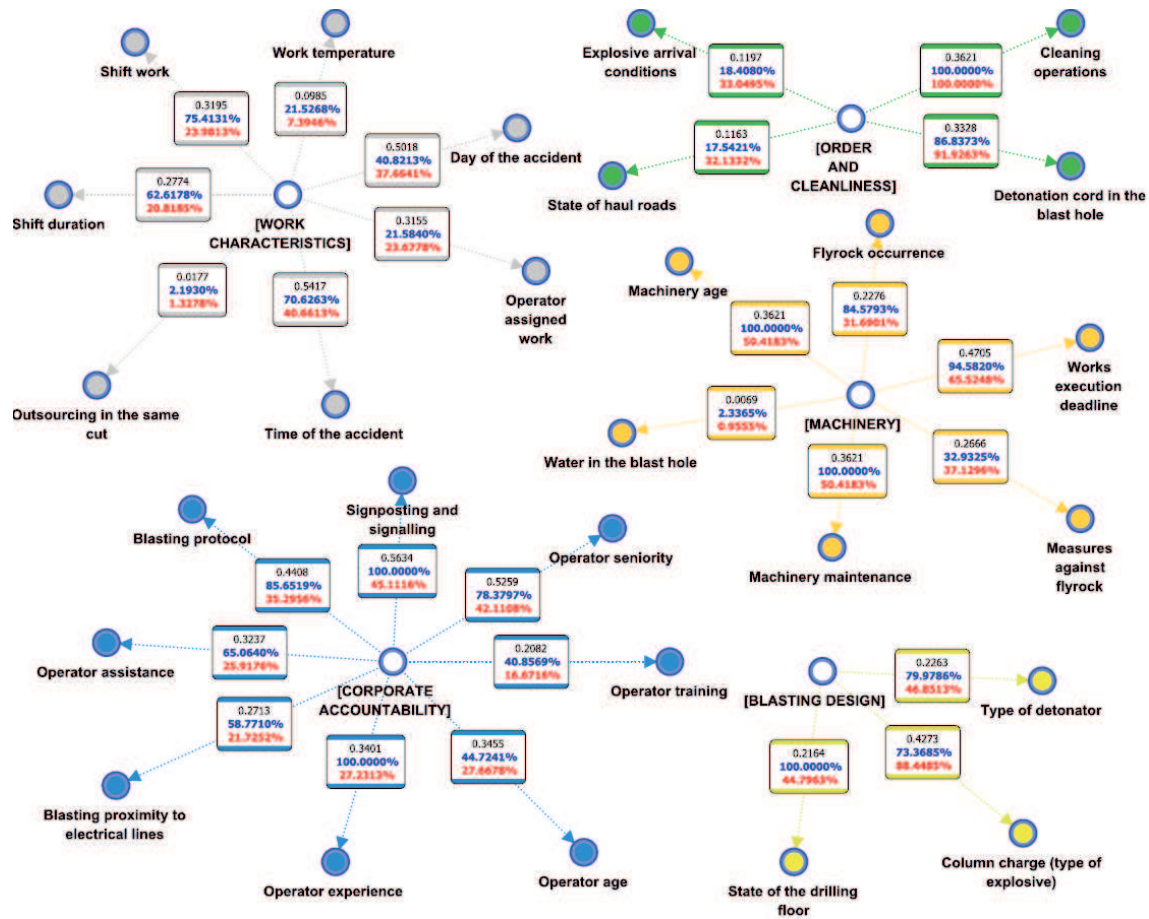 Shift work
Work temperature
0.3195
75.4131%
23.9813%
0.0985
21.5268%
7.3946%
0.5018
40.8213%
37.6641%
Day of the accident
0.2774
62.6178%
20.8185%
Shift duration
[WORK
CHARACTERISTICS]
0.3155
21.5840%
23.6778%
Operator
assigned
work
0.0177
2.1930%
1.3278%
0.5417
70.6263%
40.6613%
Outsourcing in the same
cut
Time of the accident
Explosive arrival
conditions
0.1197
18.4080%
33.0495%
0.3621
100.0000%
100.0000%
Cleaning
operations
0.1163
17.5421%
32.1332%
[ORDER
AND
CLEANLINESS]
0.3328
86.8373%
91.9263%
State of haul roads
Detonation cord in the
blast hole
Flyrock occurrence
Machinery age
0.3621
100.0000%
50.4183%
0.2276
84.5793%
31.6901%
0.4705
94.5820%
65.5248%
Works
execution
deadline
0.0069
2.3365%
0.9555%
[MACHINERY]
Water in the blast hole
0.3621
100.0000%
50.4183%
0.2666
32.9325%
37.1296%
Machinery maintenance
Measures
against
flyrock
Signposting and
signalling
Blasting protocol
0.4408
85.6519%
35.2956%
0.5634
100.0000%
45.1116%
0.5259
78.3797%
42.1108%
Operator seniority
0.3237
65.0640%
25.9176%
Operator assistance
0.2082
40.8569%
16.6716%
Operator training
[CORPORATE
ACCOUNTABILITY]
0.2713
58.7710%
21.7252%
0.3401
100.0000%
27.2313%
0.3455
44.7241%
27.6678%
Blasting proximity to
electrical lines
Operator experience
Operator age
[BLASTING DESIGN]
0.2263
79.9786%
46.8513%
Type of detonator
0.2164
100.0000%
44.7963%
0.4273
73.3685%
88.4485%
State of the drilling
floor
Column charge (type of
explosive)